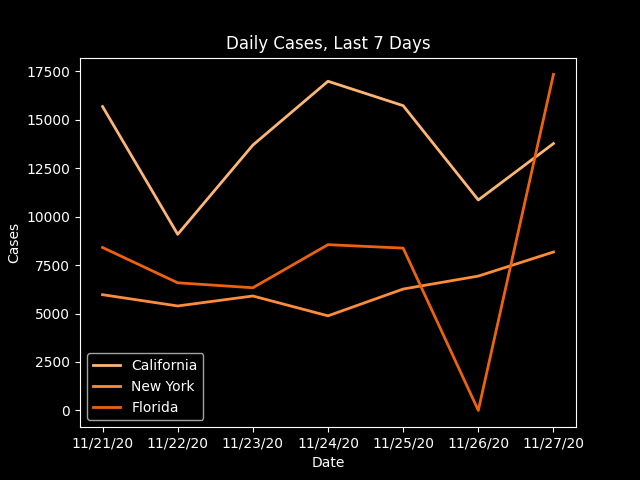 Daily Cases, Last 7 Days
17500
15000
12500
10000
7500
5000
2500
0
Cases
California
New York
Florida
11/21/20 11/22/20 11/23/20 11/24/20 11/25/20 11/26/20 11/27/20
Date